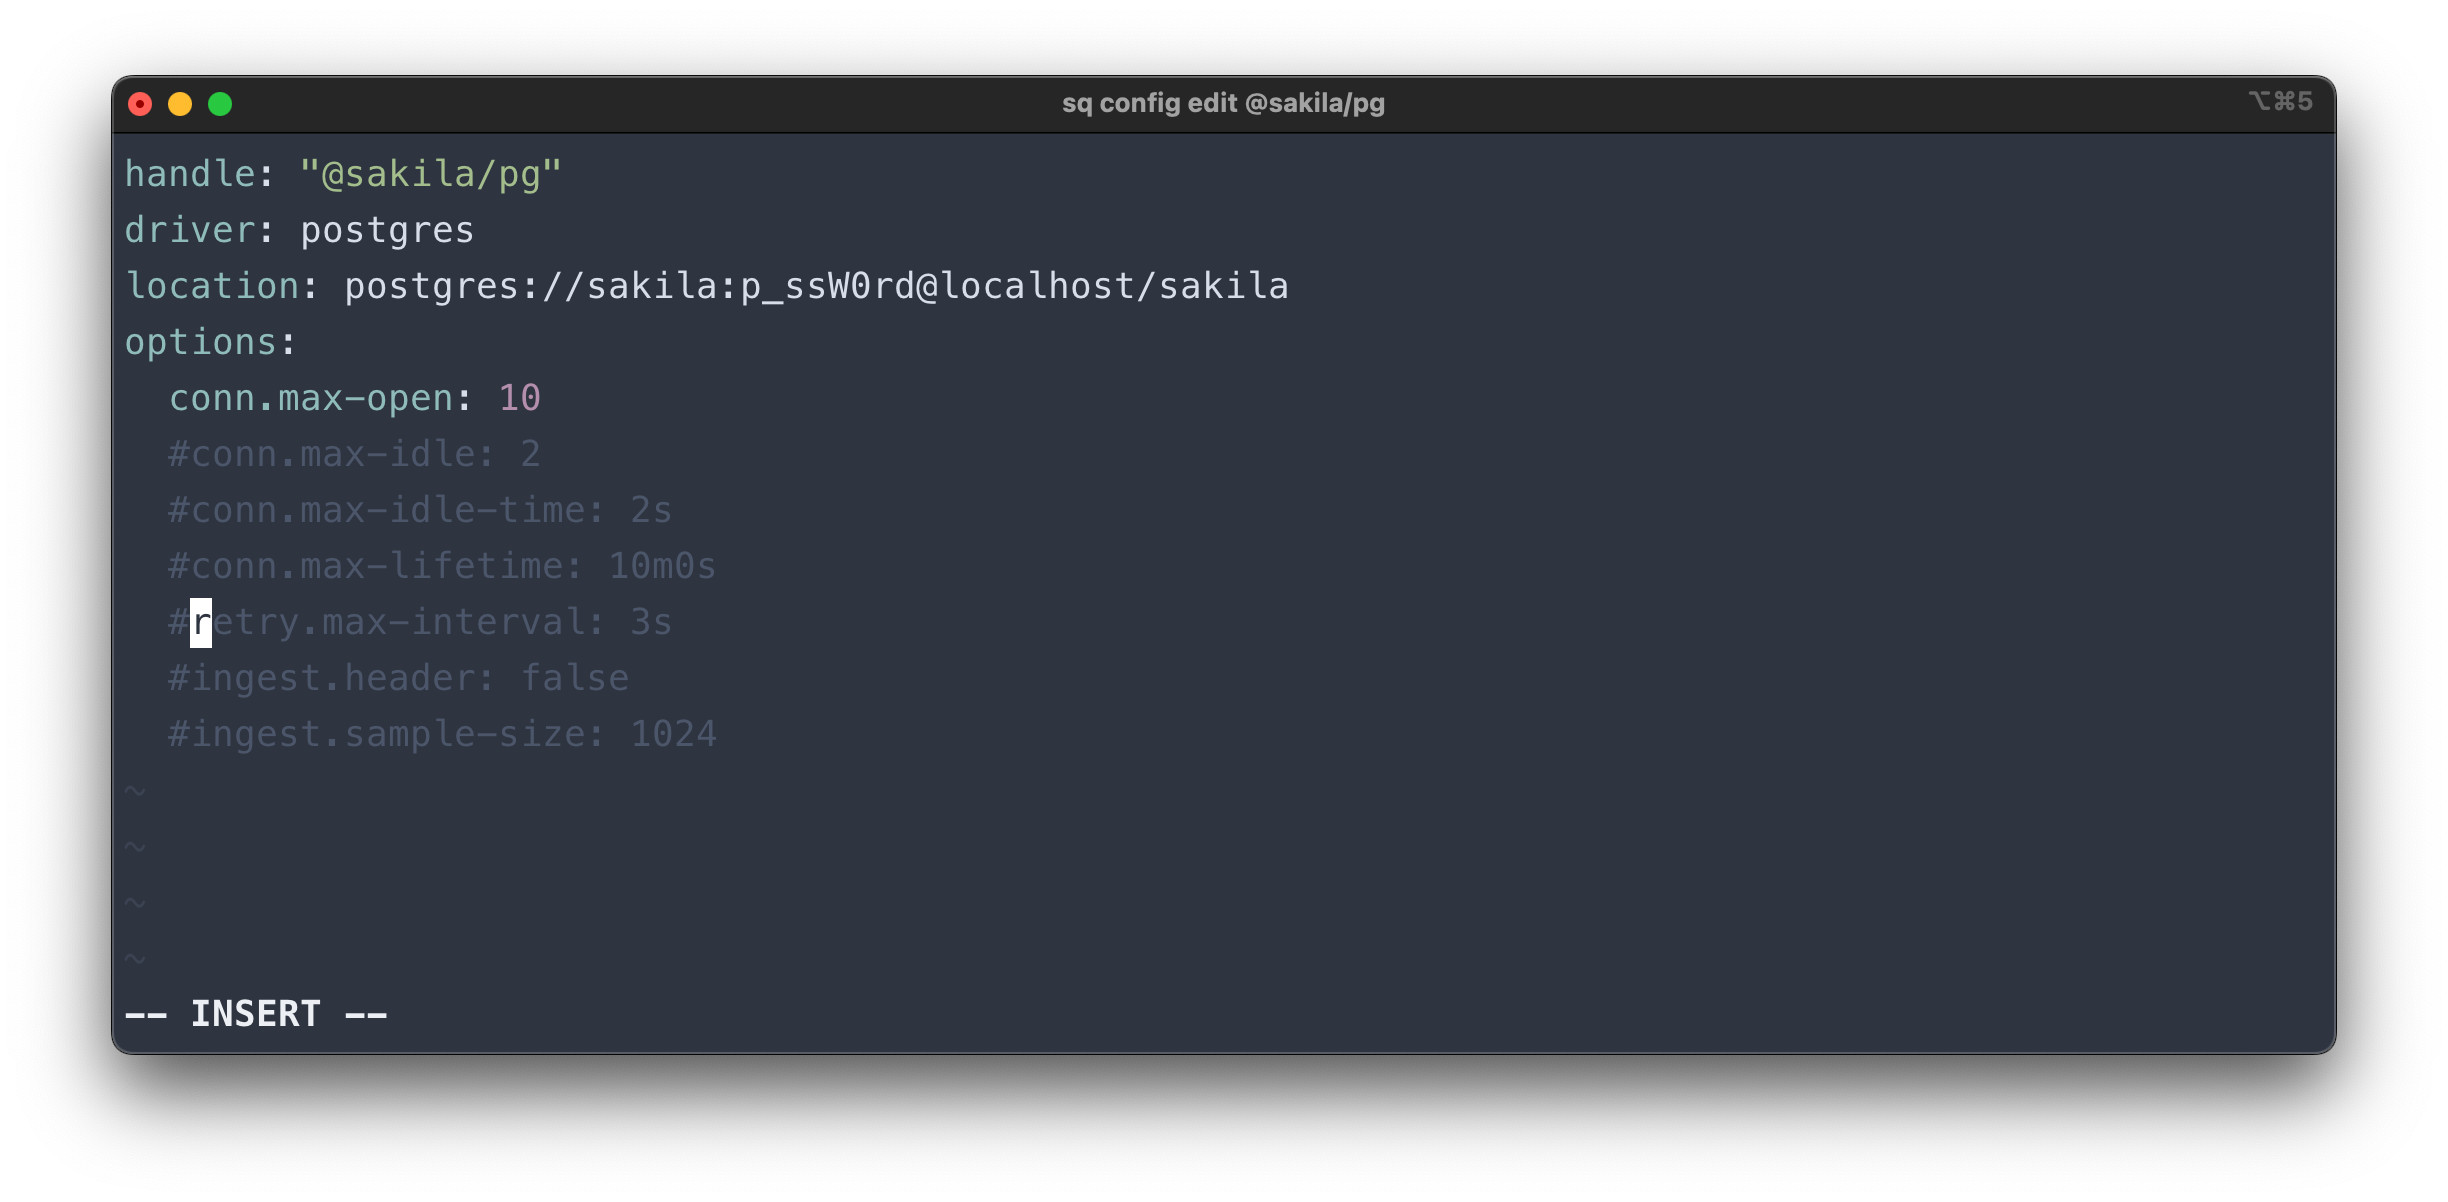 sq config edit @sakila/pg
⌥⌘5
handle: "@sakila/pg"
driver: postgres
location: postgres://sakila:p_ssW0rd@localhost/sakila
options:
  conn.max-open: 10
  #conn.max-idle: 2
  #conn.max-idle-time: 2s
  #conn.max-lifetime: 10m0s
  #retry.max-interval: 3s
  #ingest.header: false
  #ingest.sample-size: 1024
~
~
~
~
-- INSERT --